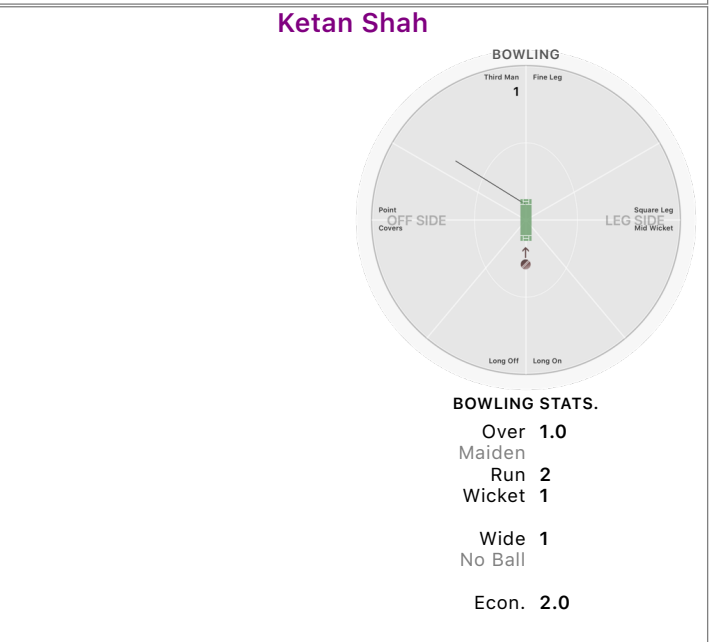 Ketan Shah
BOWLING
Third Man Fine Leg
1
Point Square Leg
OFF SIDE LEG SIDE
Covers Mid Wicket
Long Off Long On
BOWLING STATS.
Over 1.0
Maiden
Run 2
Wicket 1
Wide 1
No Ball
Econ. 2.0